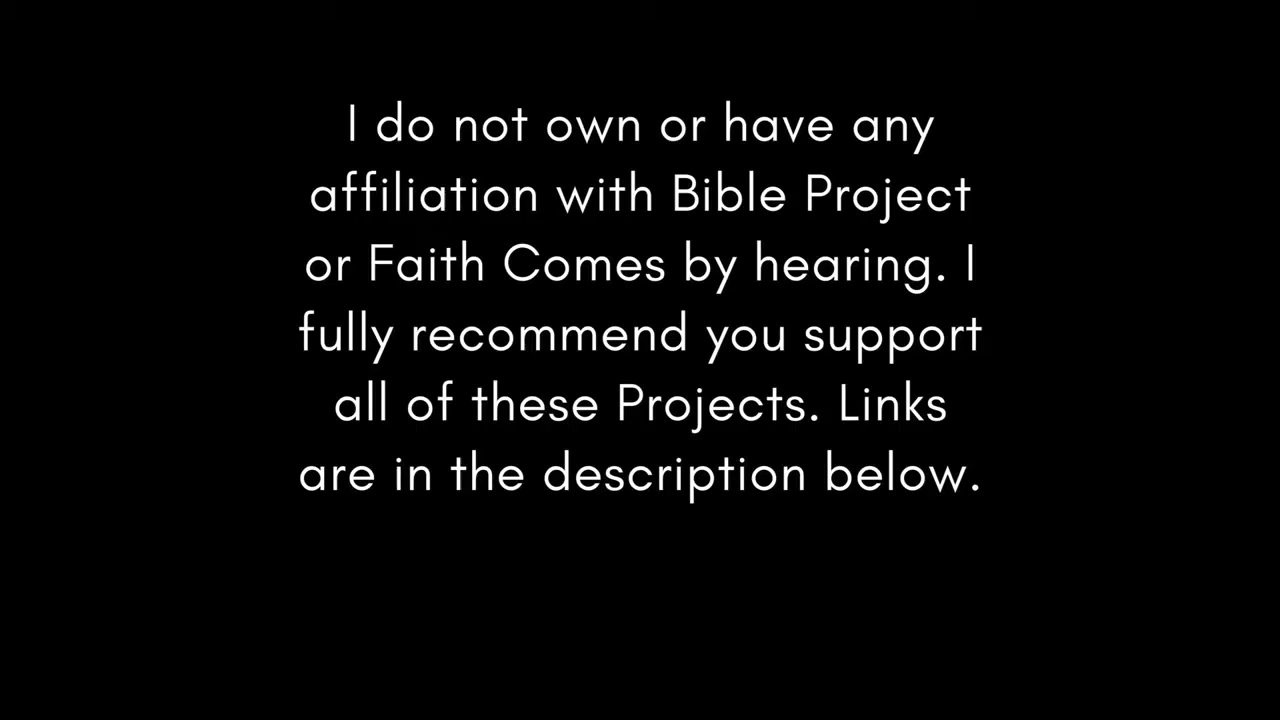 I do not own or have any
affiliation with Bible Project
or Faith Comes by hearing. I
fully recommend you support
all of these Projects. Links
are in the description below.